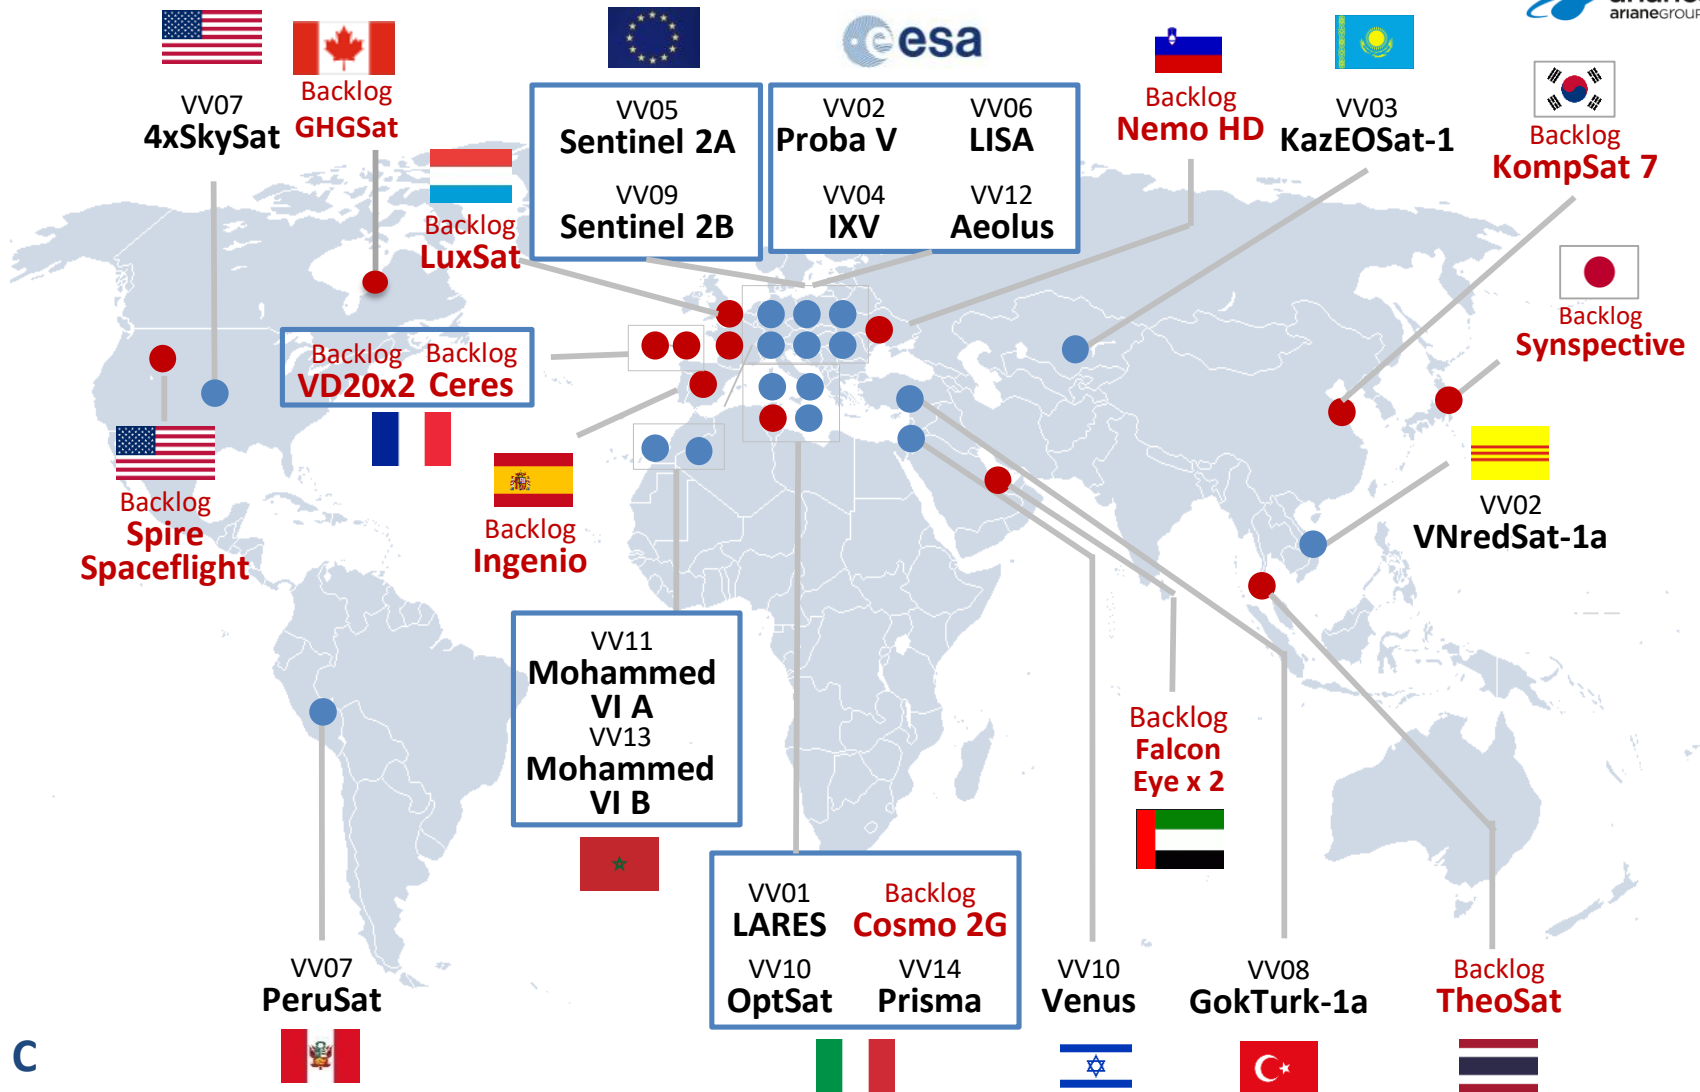 arianeGROUP
esa
VV07
4xSkySat
Backlog
GHGSat
Backlog
LuxSat
VV05
Sentinel 2A
VV09
Sentinel 2B
VV02
Proba V
VV06
LISA
VV04
IXV
VV12
Aeolus
Backlog
Nemo HD
VV03
KazEOSat-1
Backlog
KompSat 7
Backlog
Synspective
Backlog
VD20x2
Backlog
Ceres
Backlog
Spire
Spaceflight
Backlog
Ingenio
VV02
VNredSat-1a
VV11
Mohammed
VI A
VV13
Mohammed
VI B
Backlog
Falcon
Eye x 2
VV07
PeruSat
VV01
LARES
Backlog
Cosmo 2G
VV10
OptSat
VV14
Prisma
VV10
Venus
VV08
GokTurk-1a
Backlog
TheoSat
C